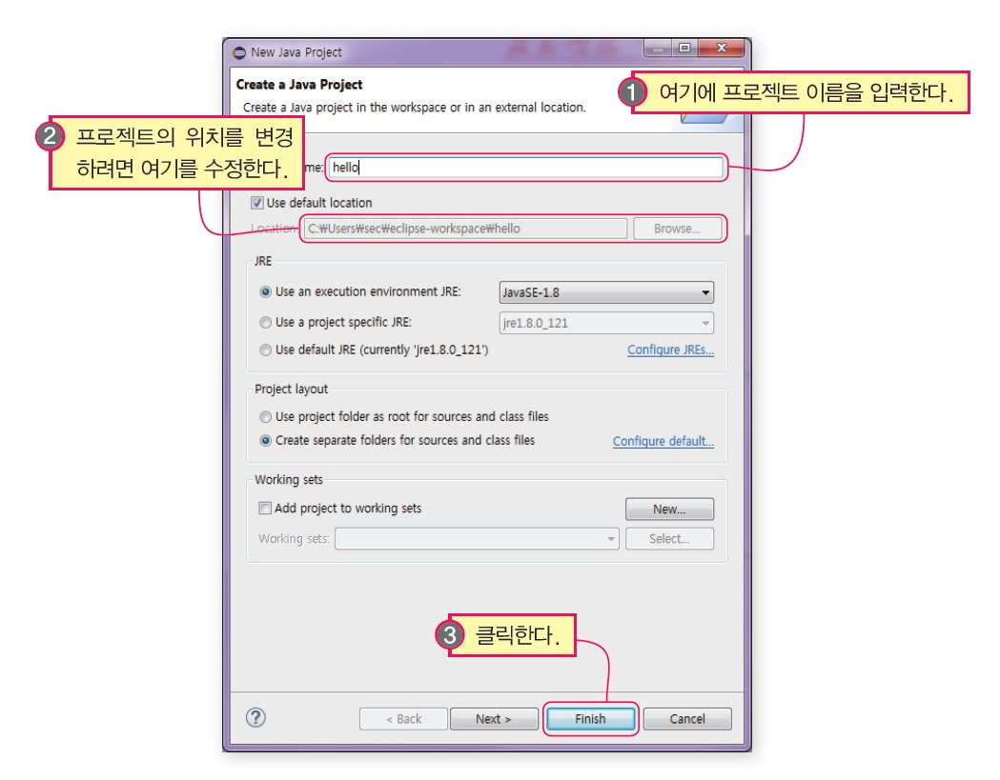 New Java Project
Create a Java Project
Create a Java project in the workspace or in an external location.
1 여기에 프로젝트 이름을 입력한다.
2 프로젝트의 위치를 변경
하려면 여기를 수정한다.
me: hello
Use default location
Location: C:₩Users₩sec₩eclipse-workspace₩hello Browse...
JRE
Use an execution environment JRE: JavaSE-1.8
Use a project specific JRE: jre1.8.0_121
Use default JRE (currently 'jre1.8.0_121') Configure JREs...
Project layout
Use project folder as root for sources and class files
Create separate folders for sources and class files Configure default...
Working sets
Add project to working sets New...
Working sets: Select...
3 클릭한다.
? < Back Next > Finish Cancel